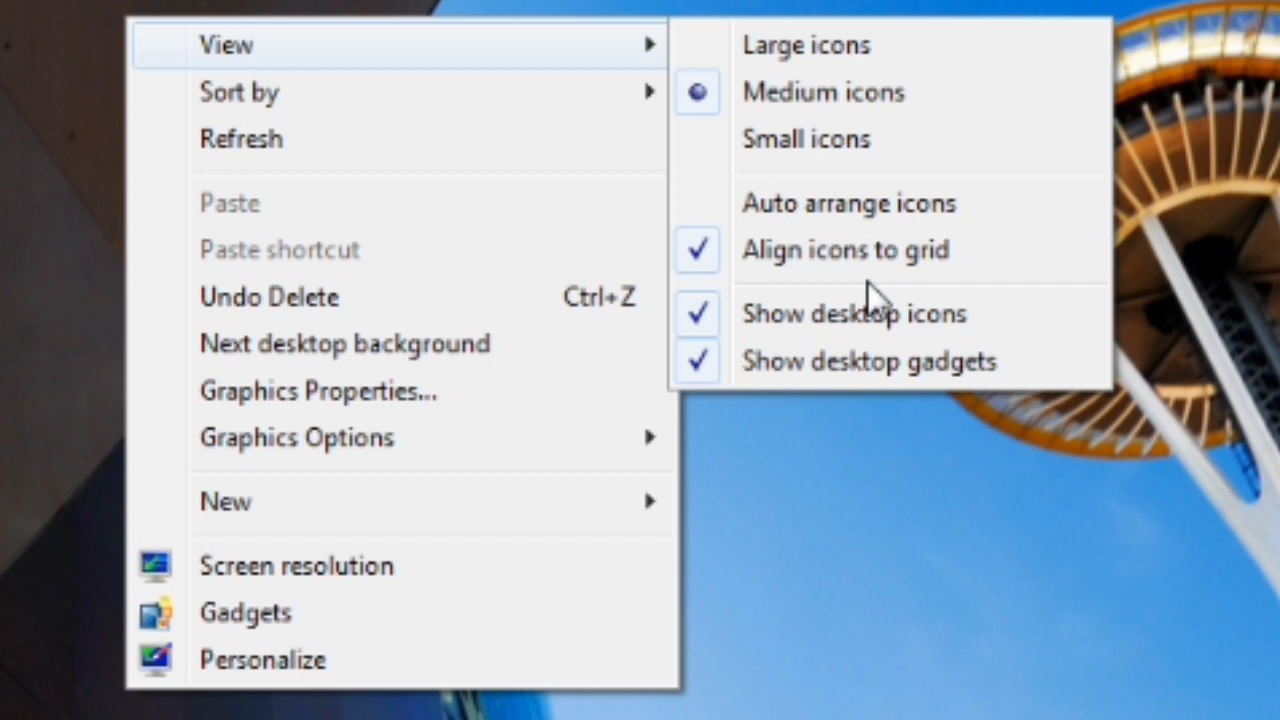 View
Sort by
Refresh
Paste
Paste shortcut
Undo Delete Ctrl+Z
Next desktop background
Graphics Properties...
Graphics Options
New
Screen resolution
Gadgets
Personalize
Large icons
Medium icons
Small icons
Auto arrange icons
Align icons to grid
Show desktop icons
Show desktop gadgets